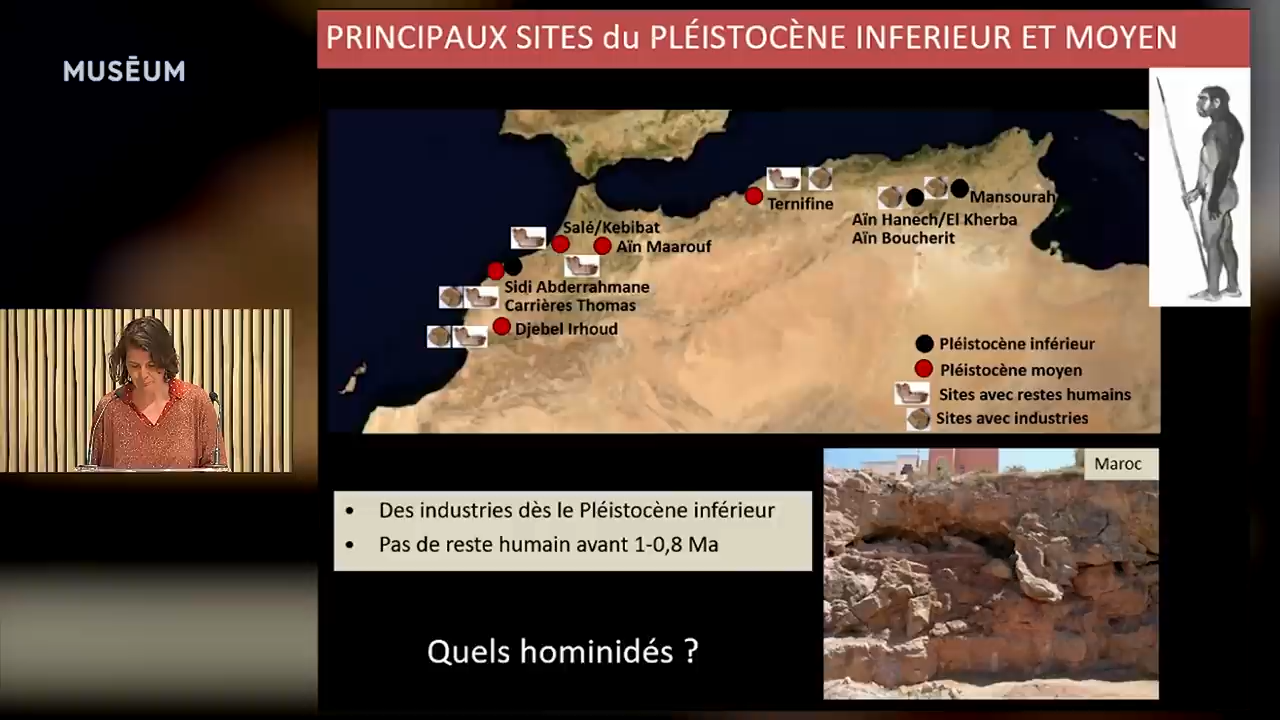 MUSĒUM
PRINCIPAUX SITES du PLÉISTOCÈNE INFERIEUR ET MOYEN
Ternifine
Mansourah
Aïn Hanech/El Kherba
Aïn Boucherit
Salé/Kebibat
Aïn Maarouf
Sidi Abderrahmane
Carrières Thomas
Djebel Irhoud
Pléistocène inférieur
Pléistocène moyen
Sites avec restes humains
Sites avec industries
Maroc
• Des industries dès le Pléistocène inférieur
• Pas de reste humain avant 1-0,8 Ma
Quels hominidés ?